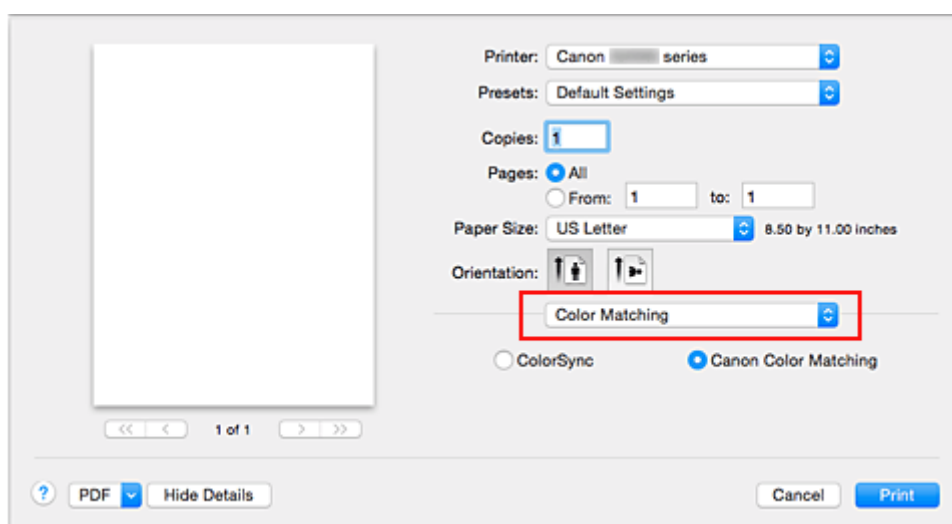 Printer: Canon series
Presets: Default Settings
Copies: 1
Pages: All
From: 1 to: 1
Paper Size: US Letter 8.50 by 11.00 inches
Orientation:
Color Matching
ColorSync Canon Color Matching
<< < 1 of 1 > >>
? PDF Hide Details Cancel Print